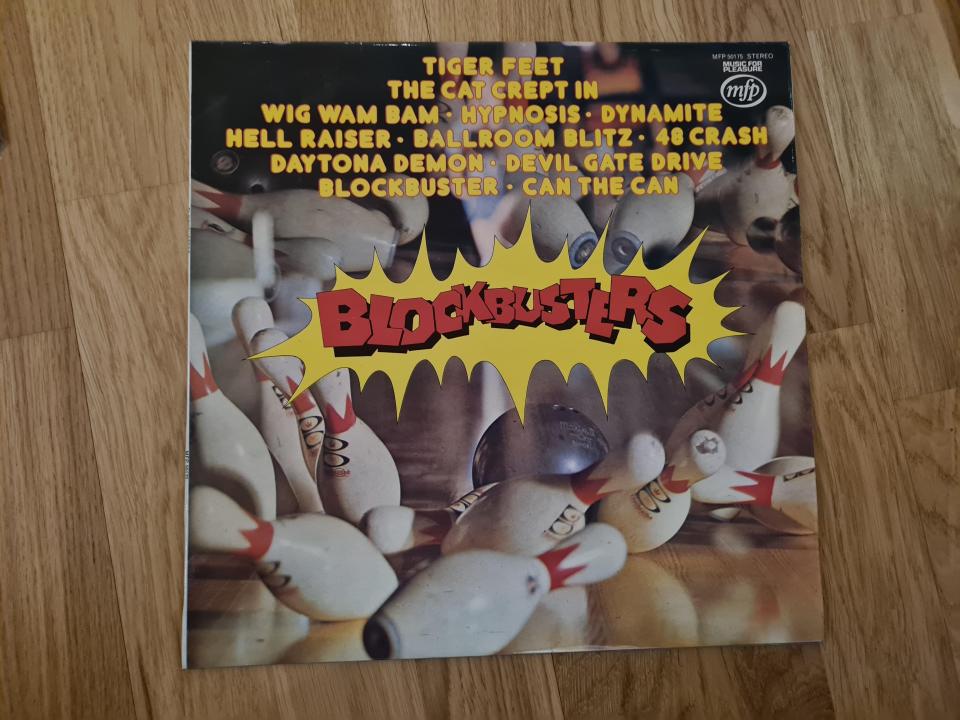 MFP 50175 STEREO
MUSIC FOR
PLEASURE
mfp
TIGER FEET
THE CAT CREPT IN
WIG WAM BAM · HYPNOSIS · DYNAMITE
HELL RAISER · BALLROOM BLITZ · 48 CRASH
DAYTONA DEMON · DEVIL GATE DRIVE
BLOCKBUSTER · CAN THE CAN
BLOCKBUSTERS